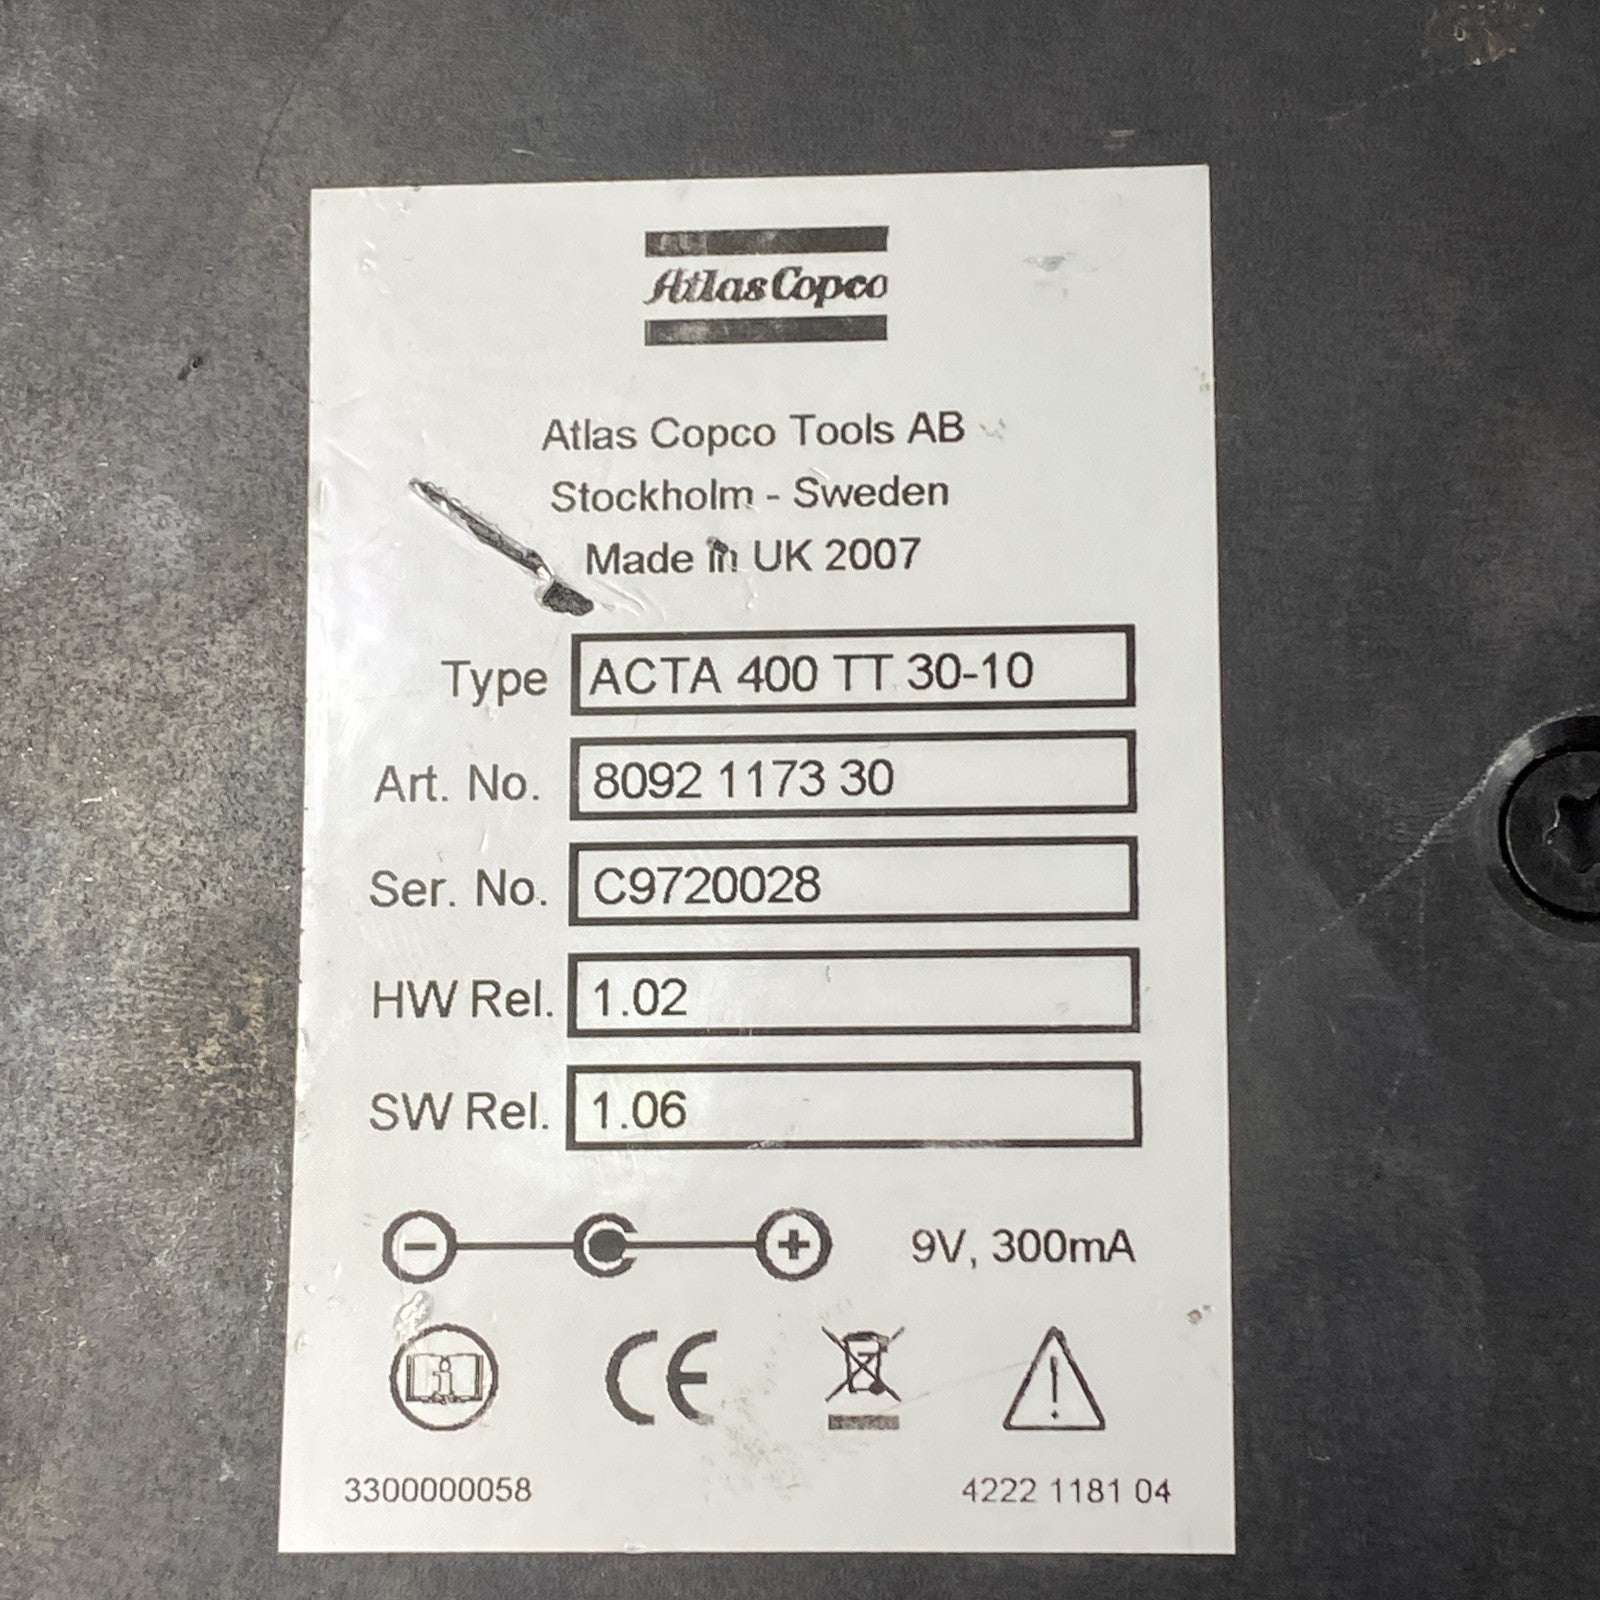 Atlas Copco
Atlas Copco Tools AB
Stockholm - Sweden
Made in UK 2007
Type ACTA 400 TT 30-10
Art. No. 8092 1173 30
Ser. No. C9720028
HW Rel. 1.02
SW Rel. 1.06
9V, 300mA
CE
3300000058 4222 1181 04